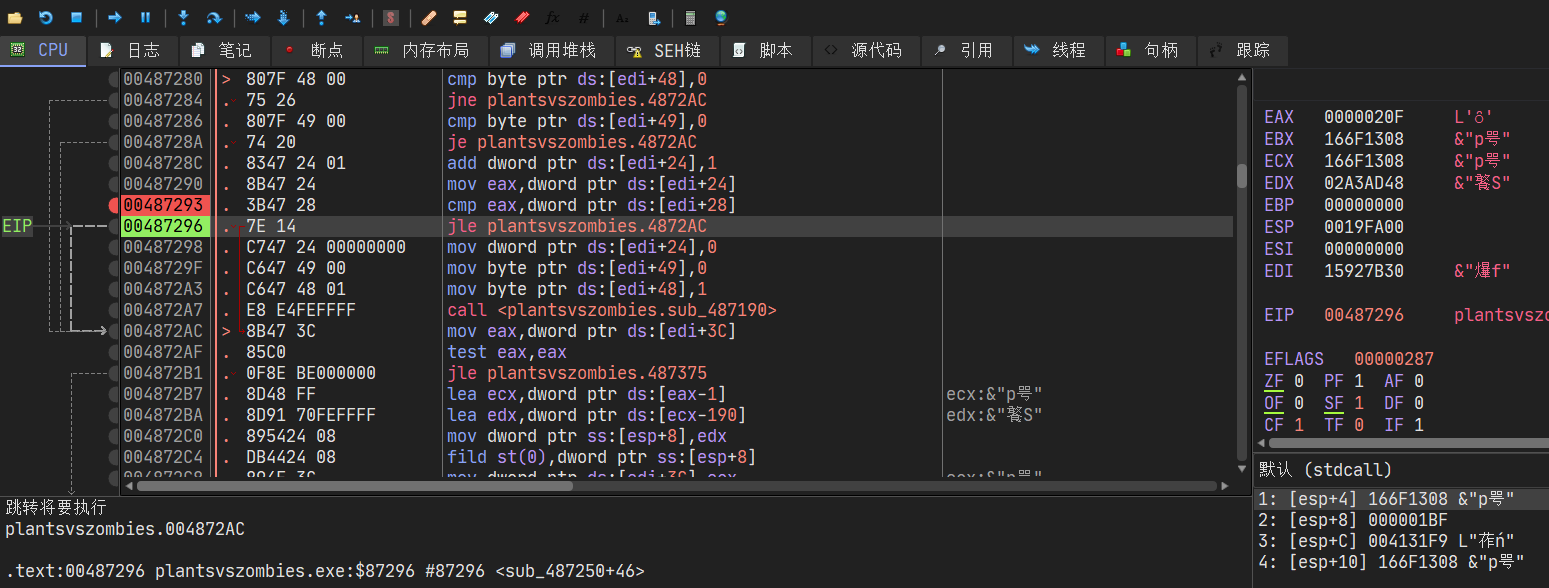 CPU 日志 笔记 断点 内存布局 调用堆栈 SEH链 脚本 源代码 引用 线程 句柄 跟踪
00487280 > 807F 48 00 cmp byte ptr ds:[edi+48],0
00487284 . 75 26 jne plantsvszombies.4872AC
00487286 . 807F 49 00 cmp byte ptr ds:[edi+49],0
0048728A . 74 20 je plantsvszombies.4872AC
0048728C . 8347 24 01 add dword ptr ds:[edi+24],1
00487290 . 8B47 24 mov eax,dword ptr ds:[edi+24]
00487293 . 3B47 28 cmp eax,dword ptr ds:[edi+28]
EIP 00487296 . 7E 14 jle plantsvszombies.4872AC
00487298 . C747 24 00000000 mov dword ptr ds:[edi+24],0
0048729F . C647 49 00 mov byte ptr ds:[edi+49],0
004872A3 . C647 48 01 mov byte ptr ds:[edi+48],1
004872A7 . E8 E4FEFFFF call <plantsvszombies.sub_487190>
004872AC > 8B47 3C mov eax,dword ptr ds:[edi+3C]
004872AF . 85C0 test eax,eax
004872B1 . 0F8E BE000000 jle plantsvszombies.487375
004872B7 . 8D48 FF lea ecx,dword ptr ds:[eax-1] ecx:&"p咢"
004872BA . 8D91 70FEFFFF lea edx,dword ptr ds:[ecx-190] edx:&"餮S"
004872C0 . 895424 08 mov dword ptr ss:[esp+8],edx
004872C4 . DB4424 08 fild st(0),dword ptr ss:[esp+8]
EAX 0000020F L'ȏ'
EBX 166F1308 &"p咢"
ECX 166F1308 &"p咢"
EDX 02A3AD48
EBP 00000000
ESP 0019FA00
ESI 00000000
EDI 15927B30 &"爆f"
EIP 00487296 plantsvszo
EFLAGS 00000287
ZF 0 PF 1 AF 0
OF 0 SF 1 DF 0
CF 1 TF 0 IF 1
默认 (stdcall)
1: [esp+4] 166F1308 &"p咢"
2: [esp+8] 000001BF
3: [esp+C] 004131F9
4: [esp+10] 166F1308 &"p咢"
跳转将要执行
plantsvszombies.004872AC
.text:00487296 plantsvszombies.exe:$87296 #87296 <sub_487250+46>